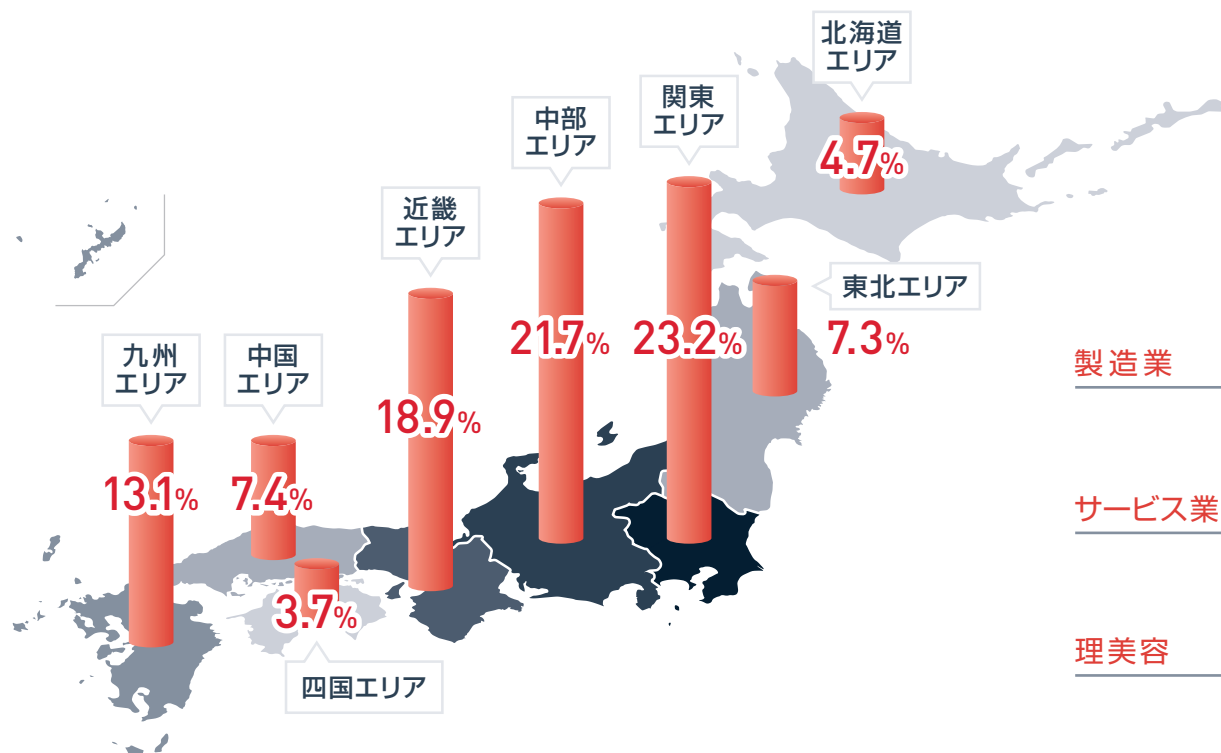 北海道
エリア
4.7%
関東
エリア
23.2%
中部
エリア
21.7%
近畿
エリア
18.9%
東北エリア
7.3%
九州
エリア
13.1%
中国
エリア
7.4%
3.7%
四国エリア
製造業
サービス業
理美容